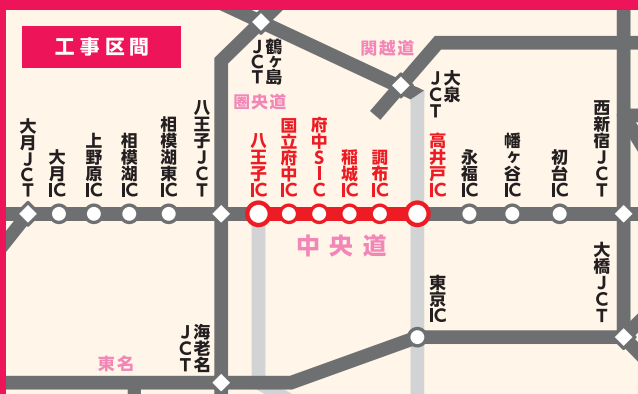 工事区間
鶴ヶ島JCT
関越道
大泉JCT
圏央道
大月JCT
大月IC
上野原IC
相模湖IC
相模湖東IC
八王子JCT
八王子IC
国立府中IC
府中SIC
稲城IC
調布IC
高井戸IC
永福IC
幡ヶ谷IC
初台IC
西新宿JCT
中央道
東京IC
大橋JCT
海老名JCT
東名